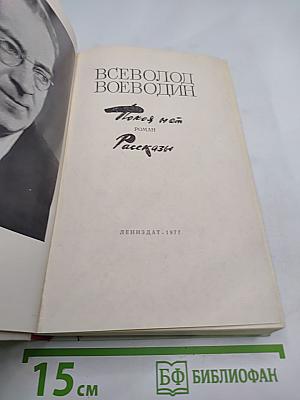 ВСЕВОЛОД
ВОЕВОДИН
Покоя нет
РОМАН
Рассказы
ЛЕНИЗДАТ · 1977
15 см
БФ БИБЛИОФАН